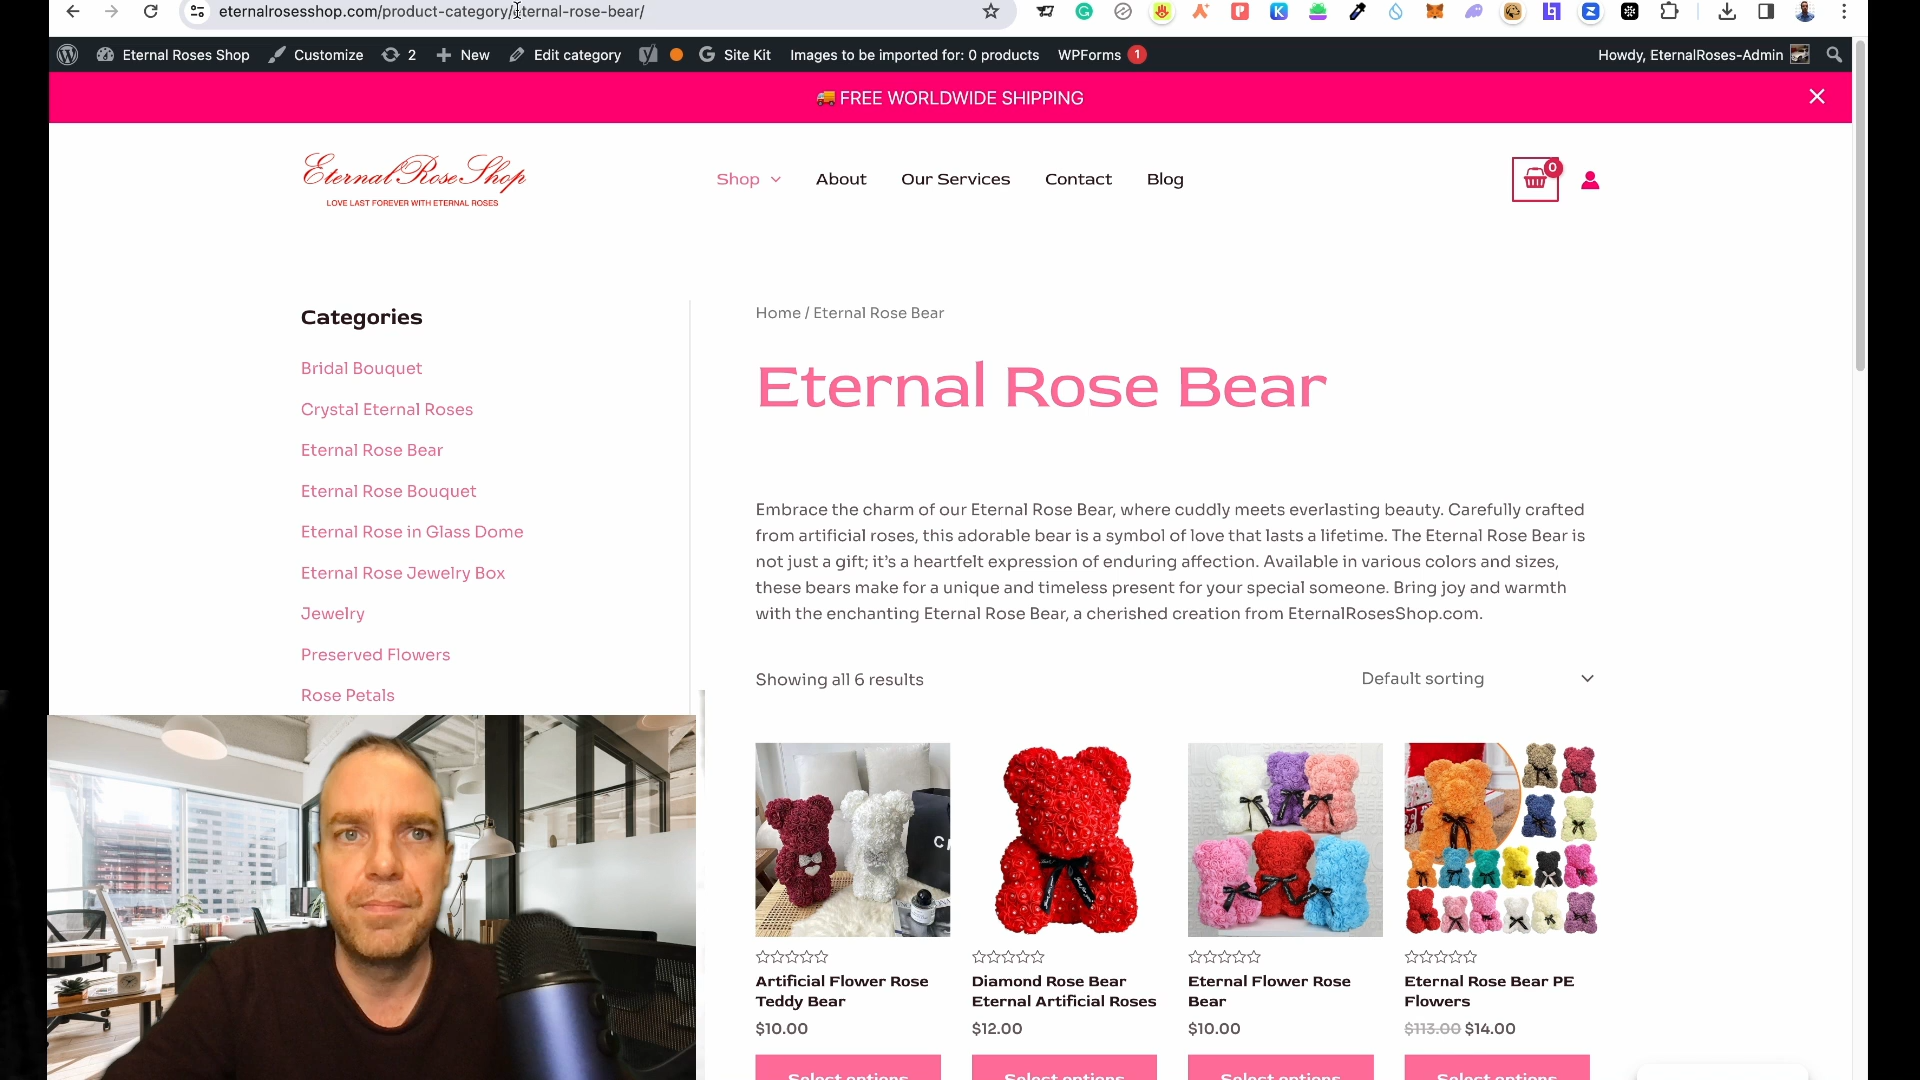 eternalrosesshop.com/product-category/eternal-rose-bear/
Eternal Roses Shop Customize 2 New Edit category Site Kit Images to be imported for: 0 products WPForms 1 Howdy, EternalRoses-Admin
🚚 FREE WORLDWIDE SHIPPING
Eternal Rose Shop
LOVE LAST FOREVER WITH ETERNAL ROSES
Shop About Our Services Contact Blog
0
Categories
Bridal Bouquet
Crystal Eternal Roses
Eternal Rose Bear
Eternal Rose Bouquet
Eternal Rose in Glass Dome
Eternal Rose Jewelry Box
Jewelry
Preserved Flowers
Rose Petals
Home / Eternal Rose Bear
Eternal Rose Bear
Embrace the charm of our Eternal Rose Bear, where cuddly meets everlasting beauty. Carefully crafted
from artificial roses, this adorable bear is a symbol of love that lasts a lifetime. The Eternal Rose Bear is
not just a gift; it's a heartfelt expression of enduring affection. Available in various colors and sizes,
these bears make for a unique and timeless present for your special someone. Bring joy and warmth
with the enchanting Eternal Rose Bear, a cherished creation from EternalRosesShop.com.
Showing all 6 results
Default sorting
Artificial Flower Rose
Teddy Bear
$10.00
Select options
Diamond Rose Bear
Eternal Artificial Roses
$12.00
Select options
Eternal Flower Rose
Bear
$10.00
Select options
Eternal Rose Bear PE
Flowers
$113.00 $14.00
Select options